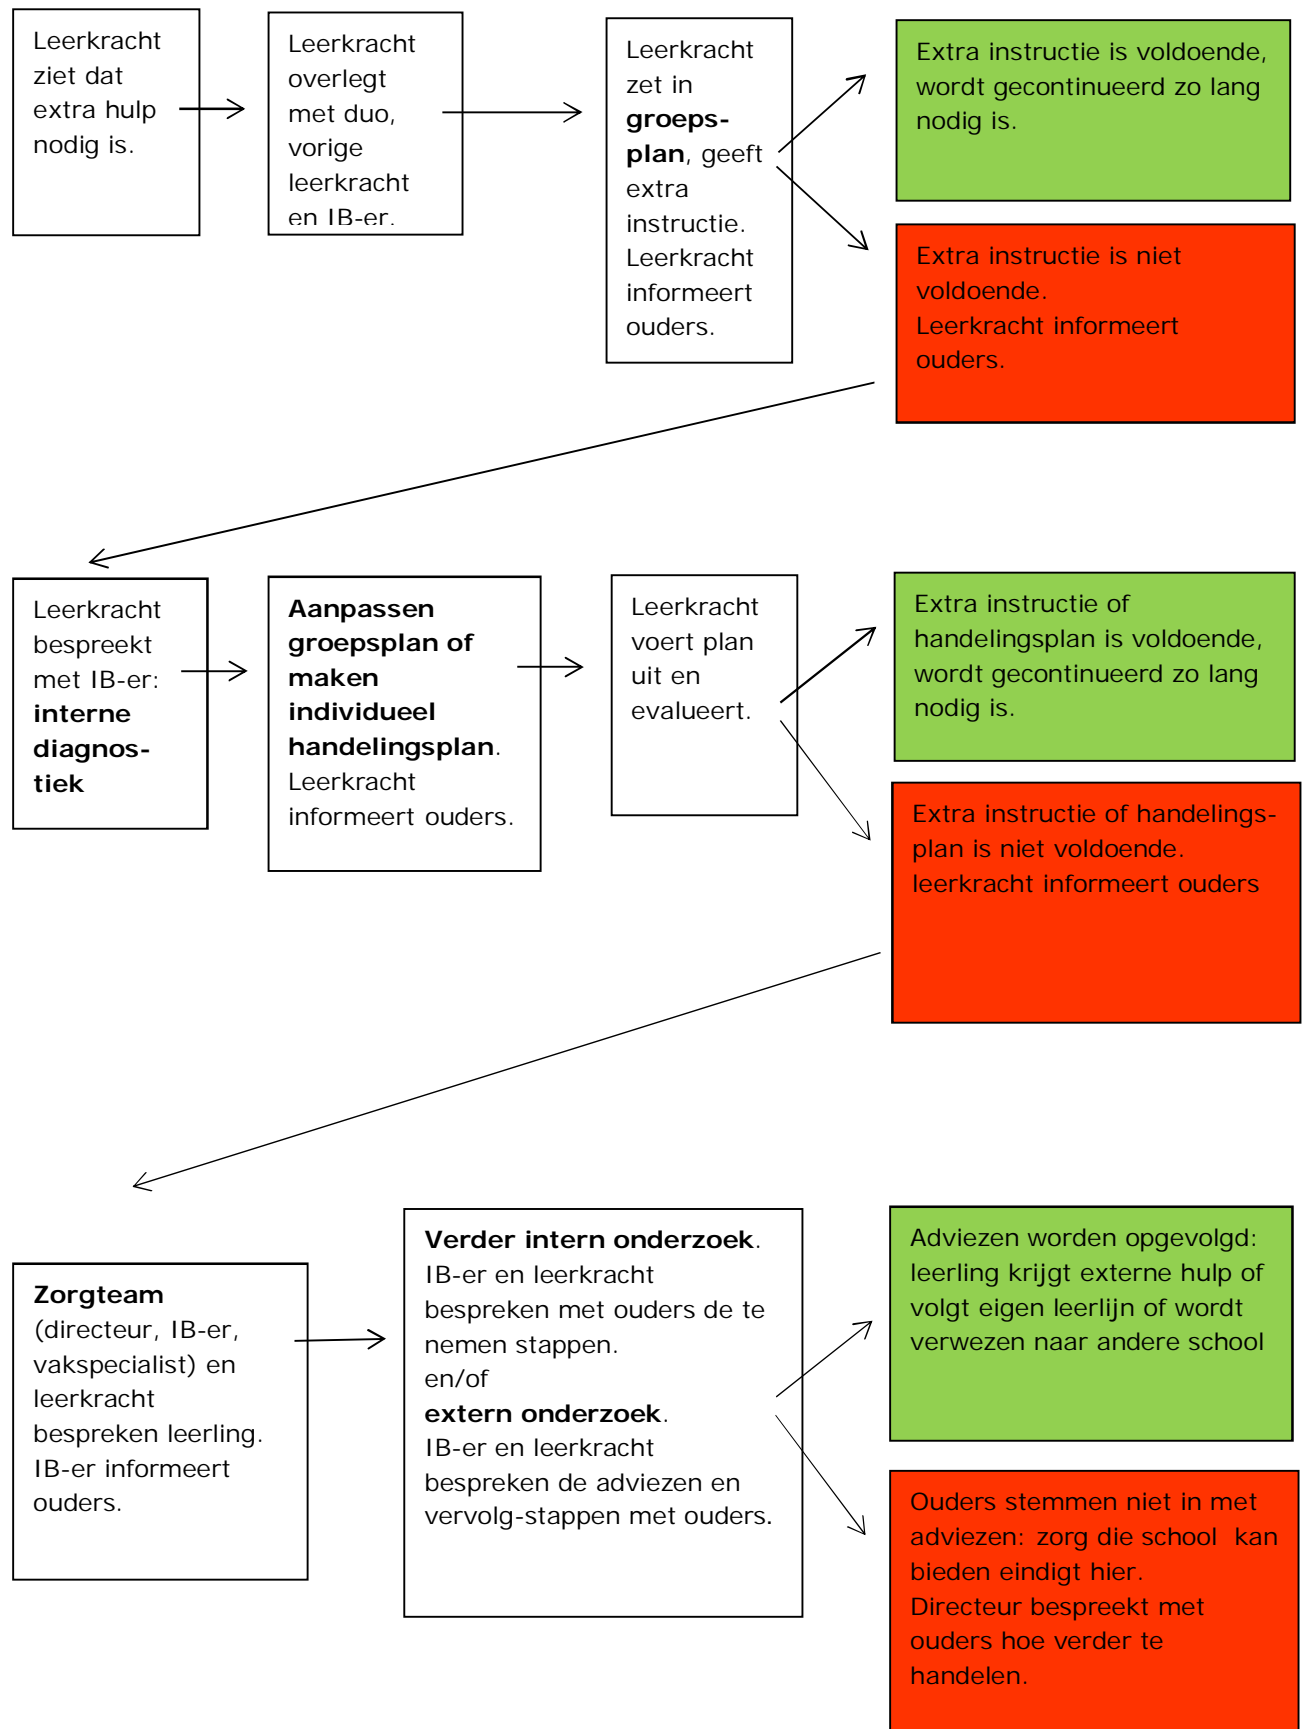 Leerkracht
ziet dat
extra hulp
nodig is.
Leerkracht
overlegt
met duo,
vorige
leerkracht
en IB-er.
Leerkracht
zet in
groeps-
plan, geeft
extra
instructie.
Leerkracht
informeert
ouders.
Extra instructie is voldoende,
wordt gecontinueerd zo lang
nodig is.
Extra instructie is niet
voldoende.
Leerkracht informeert
ouders.
Leerkracht
bespreekt
met IB-er:
interne
diagnos-
tiek
Aanpassen
groepsplan of
maken
individueel
handelingsplan.
Leerkracht
informeert ouders.
Leerkracht
voert plan
uit en
evalueert.
Extra instructie of
handelingsplan is voldoende,
wordt gecontinueerd zo lang
nodig is.
Extra instructie of handelings-
plan is niet voldoende.
leerkracht informeert ouders
Zorgteam
(directeur, IB-er,
vakspecialist) en
leerkracht
bespreken leerling.
IB-er informeert
ouders.
Verder intern onderzoek.
IB-er en leerkracht
bespreken met ouders de te
nemen stappen.
en/of
extern onderzoek.
IB-er en leerkracht
bespreken de adviezen en
vervolg-stappen met ouders.
Adviezen worden opgevolgd:
leerling krijgt externe hulp of
volgt eigen leerlijn of wordt
verwezen naar andere school
Ouders stemmen niet in met
adviezen: zorg die school  kan
bieden eindigt hier.
Directeur bespreekt met
ouders hoe verder te
handelen.